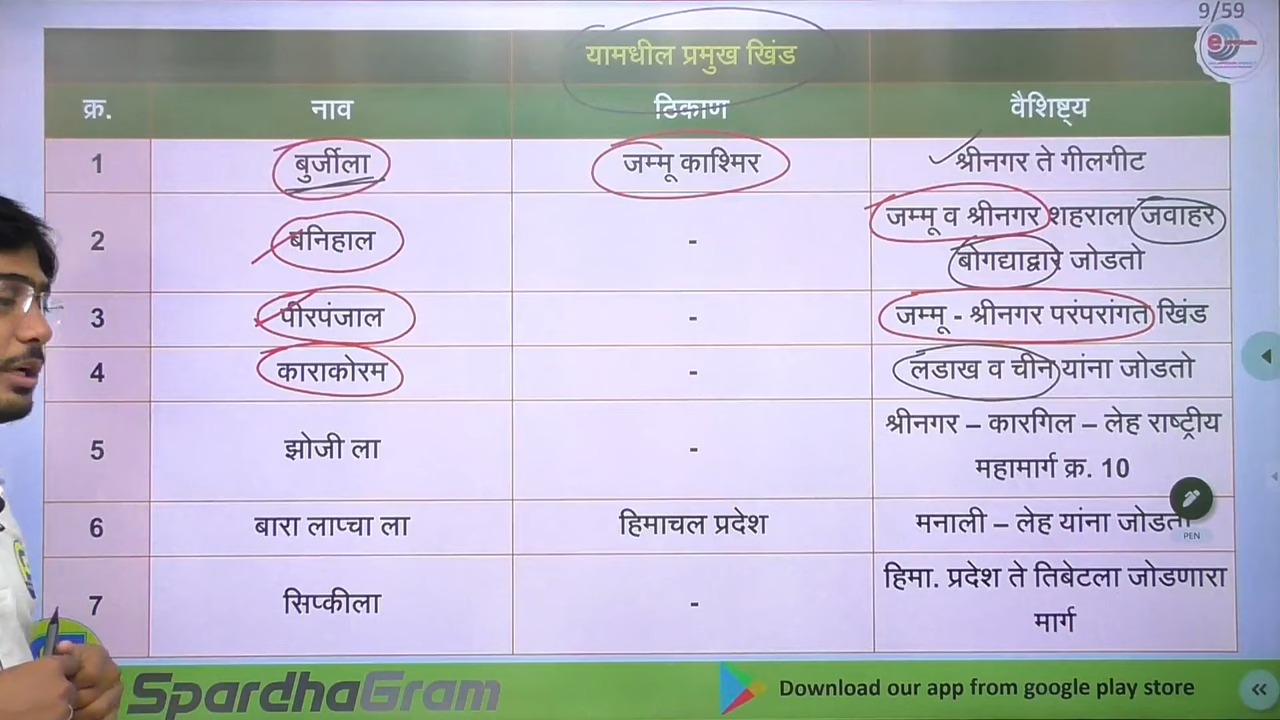 9/59
यामधील प्रमुख खिंड
क्र. नाव ठिकाण वैशिष्ट्य
1 बुर्जीला जम्मू काश्मिर श्रीनगर ते गीलगीट
2 बनिहाल - जम्मू व श्रीनगर शहराला जवाहर
बोगद्याद्वारे जोडतो
3 पीरपंजाल - जम्मू - श्रीनगर परंपरांगत खिंड
4 काराकोरम - लडाख व चीन यांना जोडतो
5 झोजी ला - श्रीनगर – कारगिल – लेह राष्ट्रीय
महामार्ग क्र. 10
6 बारा लाप्चा ला हिमाचल प्रदेश मनाली – लेह यांना जोडतो
PEN
7 सिप्कीला - हिमा. प्रदेश ते तिबेटला जोडणारा
मार्ग
SpardhaGram
Download our app from google play store